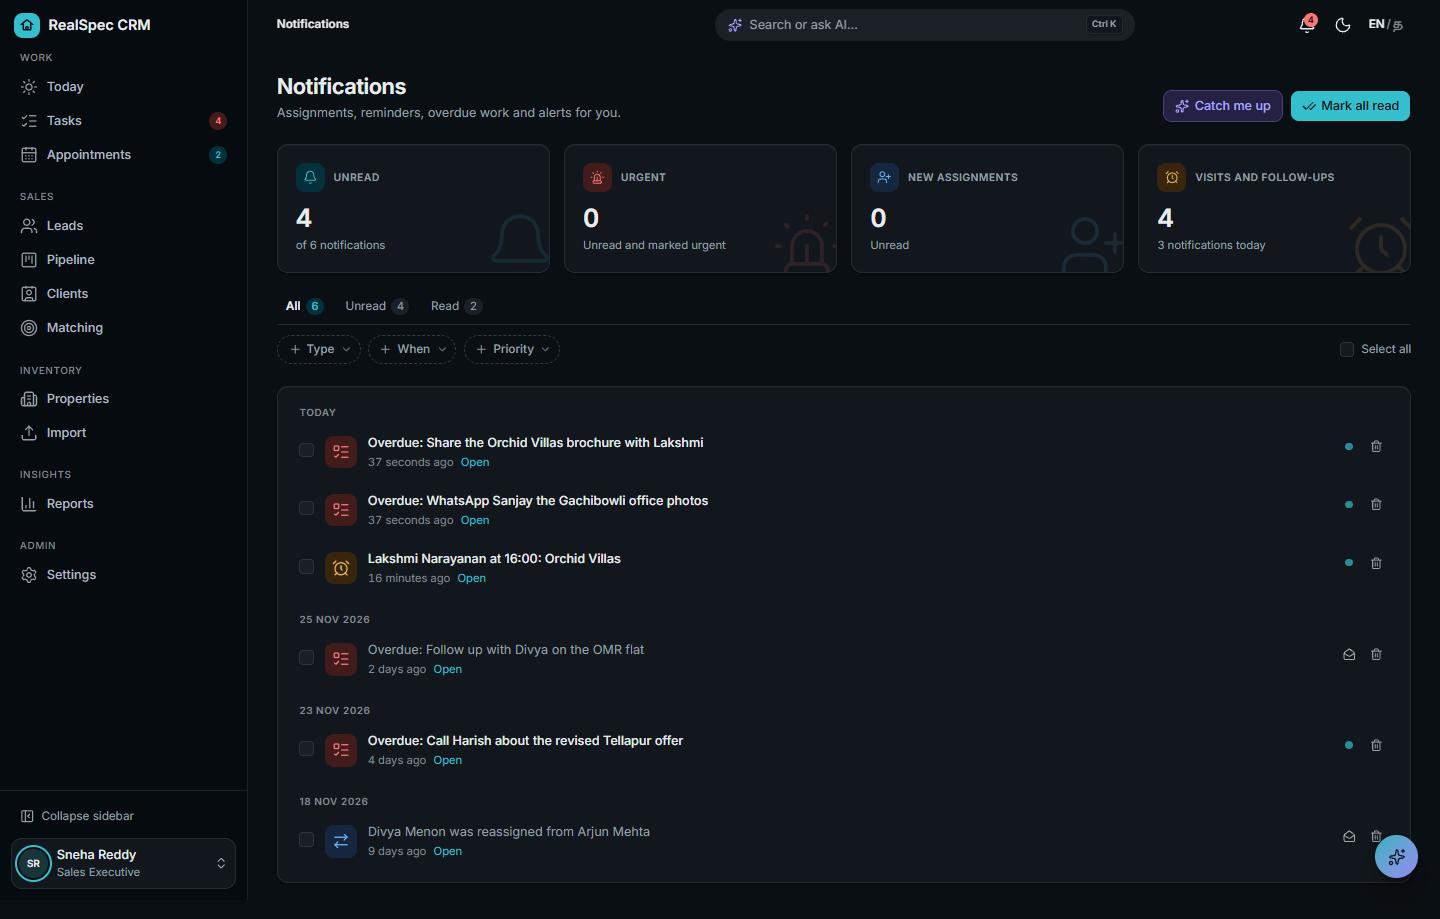 RealSpec CRM
WORK
Today
Tasks 4
Appointments 2
SALES
Leads
Pipeline
Clients
Matching
INVENTORY
Properties
Import
INSIGHTS
Reports
ADMIN
Settings
Collapse sidebar
SR
Sneha Reddy
Sales Executive
Notifications
Search or ask AI... Ctrl K
4
EN / த
Notifications
Assignments, reminders, overdue work and alerts for you.
Catch me up
Mark all read
UNREAD
4
of 6 notifications
URGENT
0
Unread and marked urgent
NEW ASSIGNMENTS
0
Unread
VISITS AND FOLLOW-UPS
4
3 notifications today
All 6 Unread 4 Read 2
Type When Priority
Select all
TODAY
Overdue: Share the Orchid Villas brochure with Lakshmi
37 seconds ago Open
Overdue: WhatsApp Sanjay the Gachibowli office photos
37 seconds ago Open
Lakshmi Narayanan at 16:00: Orchid Villas
16 minutes ago Open
25 NOV 2026
Overdue: Follow up with Divya on the OMR flat
2 days ago Open
23 NOV 2026
Overdue: Call Harish about the revised Tellapur offer
4 days ago Open
18 NOV 2026
Divya Menon was reassigned from Arjun Mehta
9 days ago Open